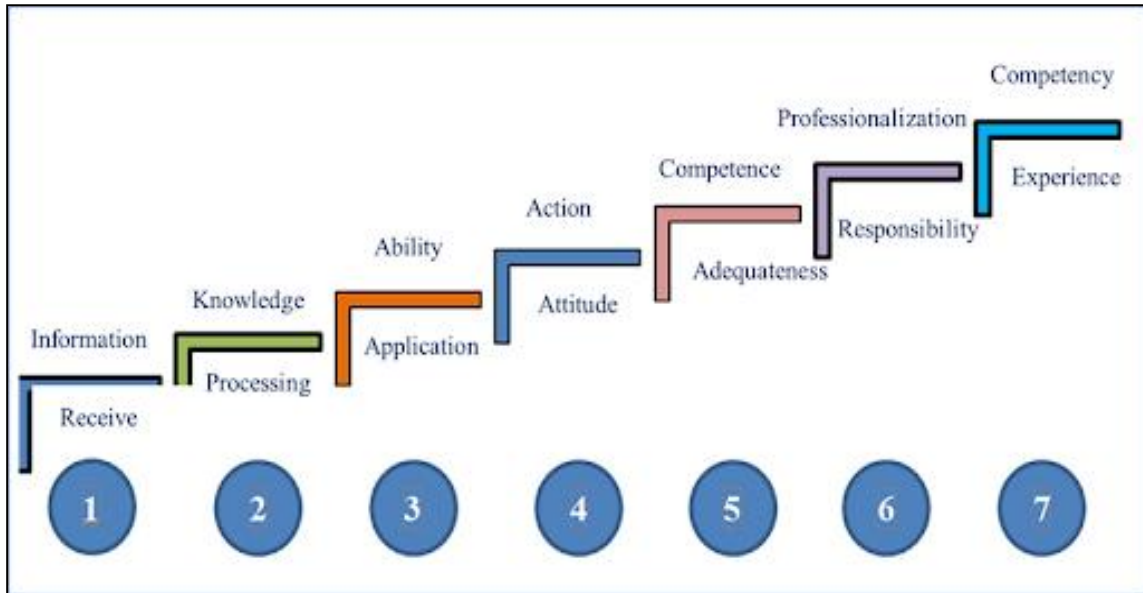 Information
Receive
Knowledge
Processing
Ability
Application
Action
Attitude
Competence
Adequateness
Professionalization
Responsibility
Competency
Experience
1
2
3
4
5
6
7